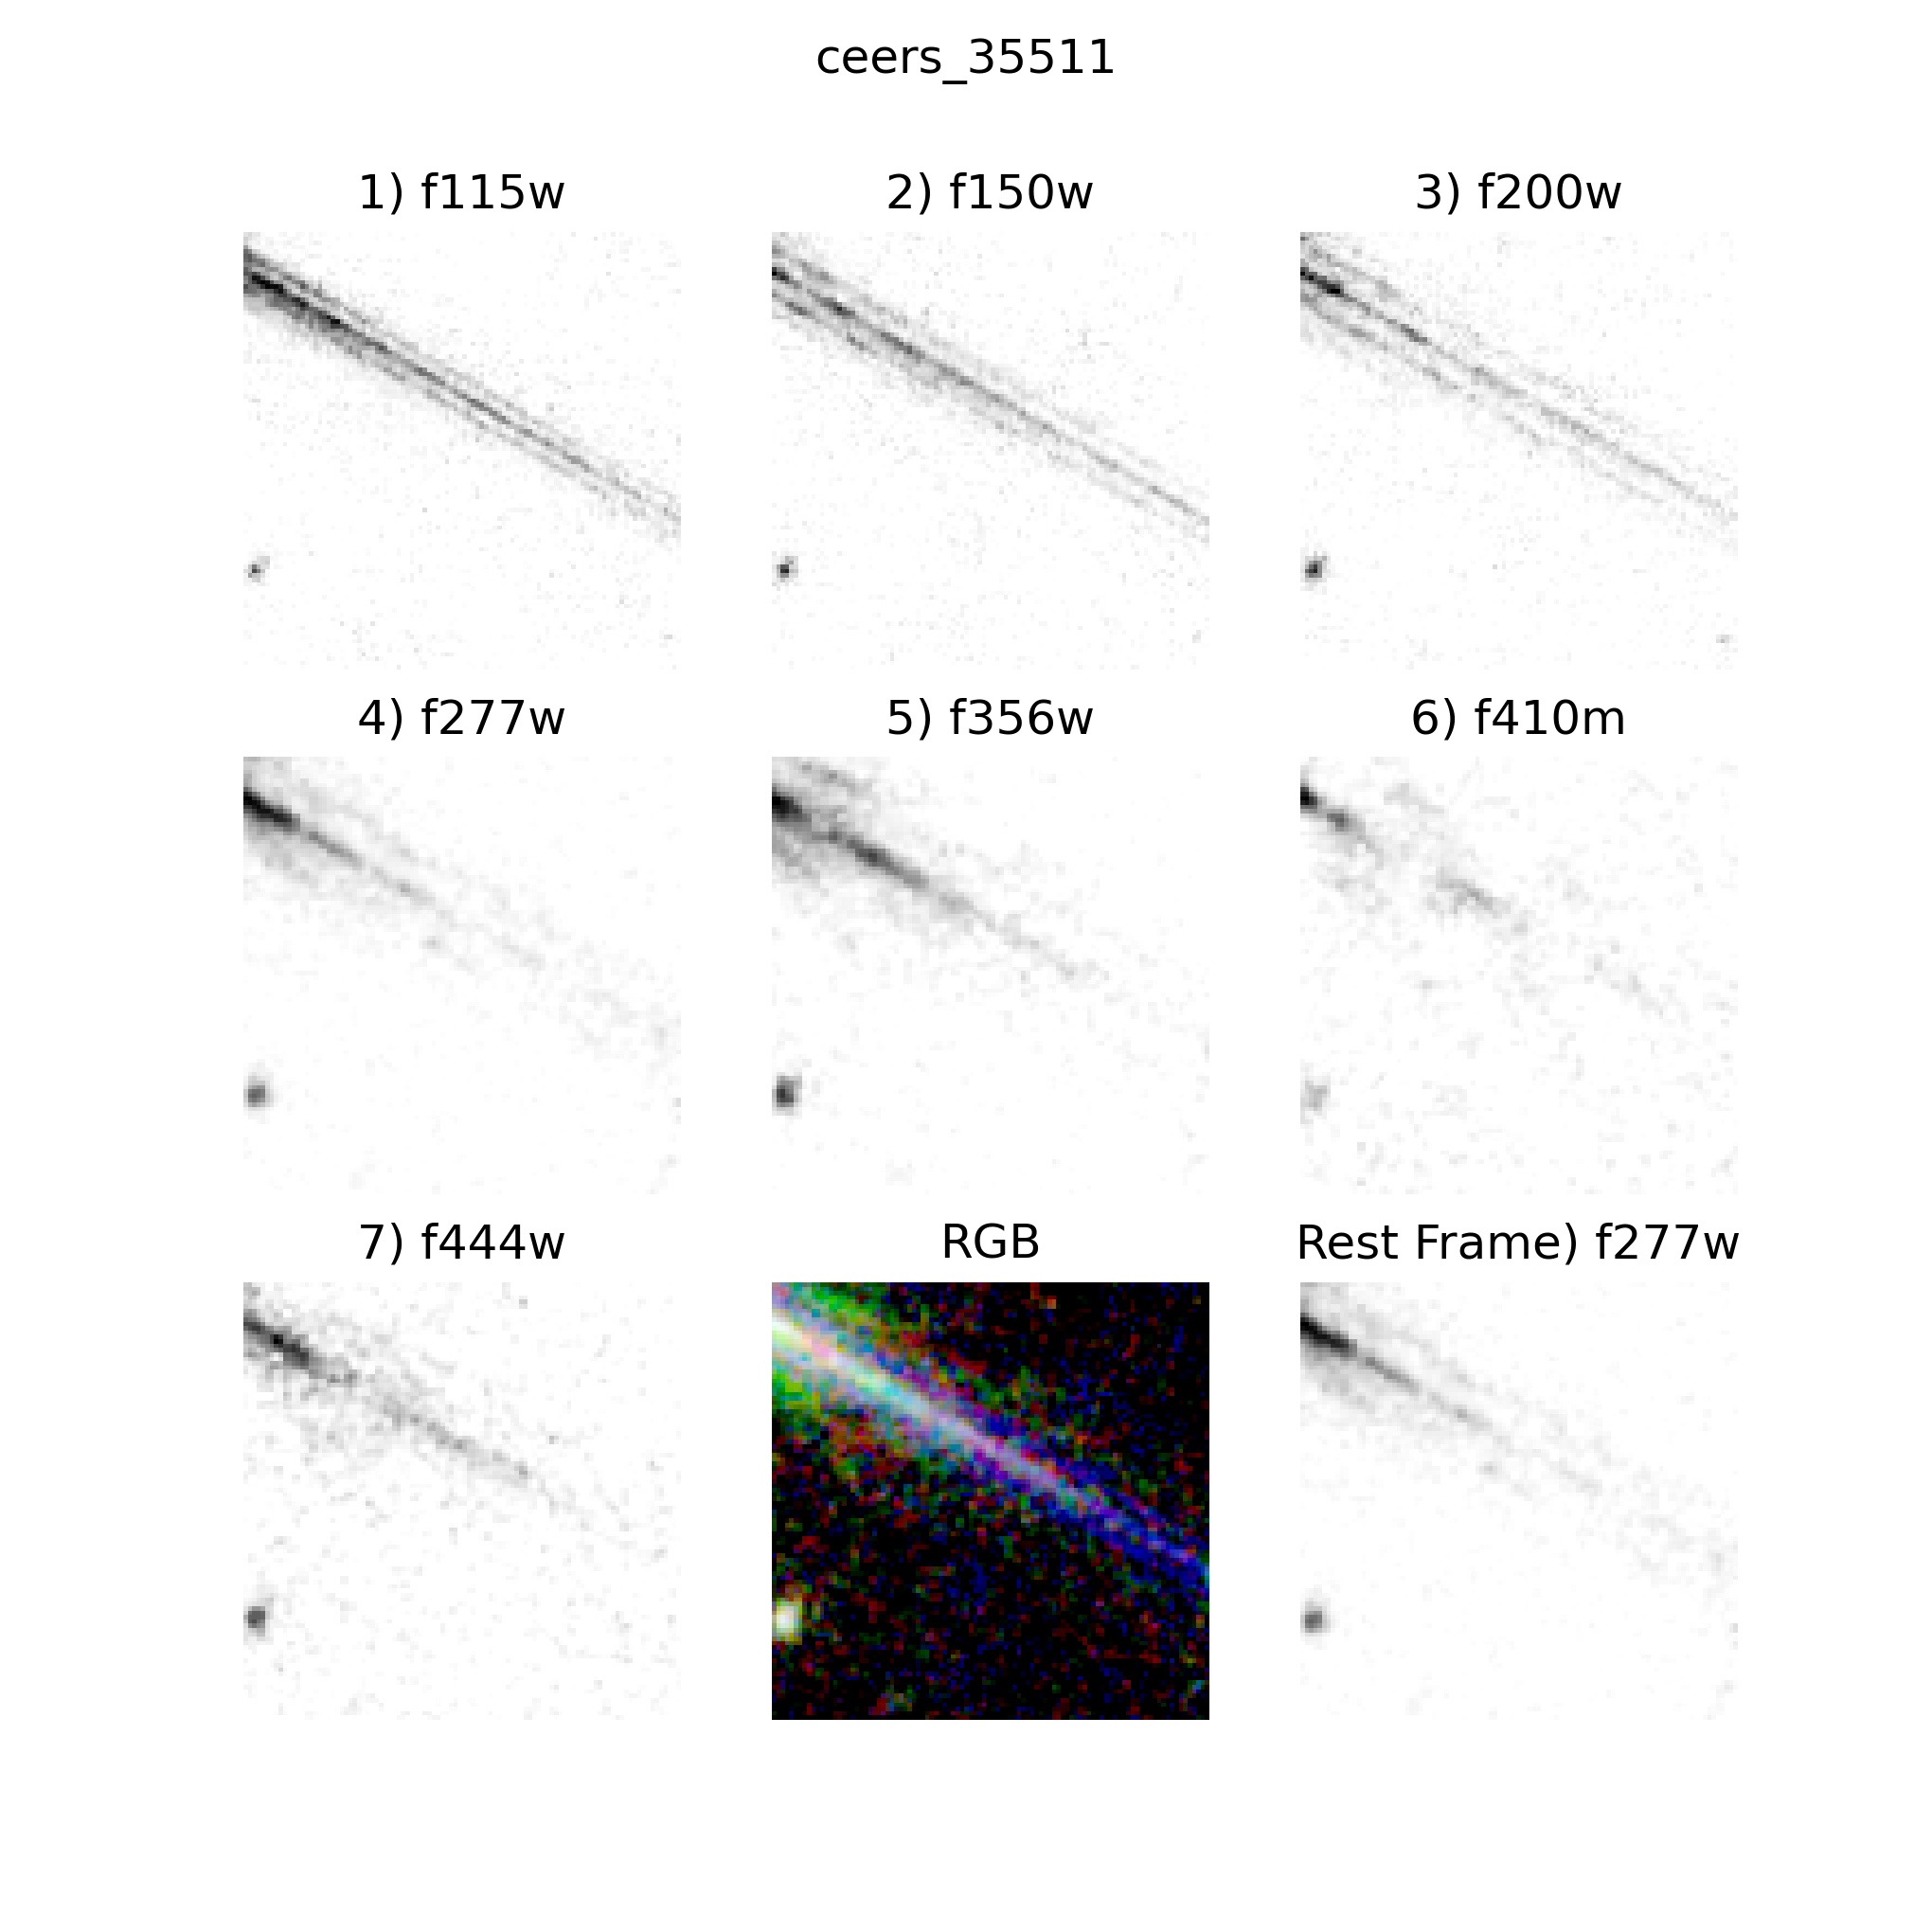 ceers_35511
1) f115w
2) f150w
3) f200w
4) f277w
5) f356w
6) f410m
7) f444w
RGB
Rest Frame) f277w